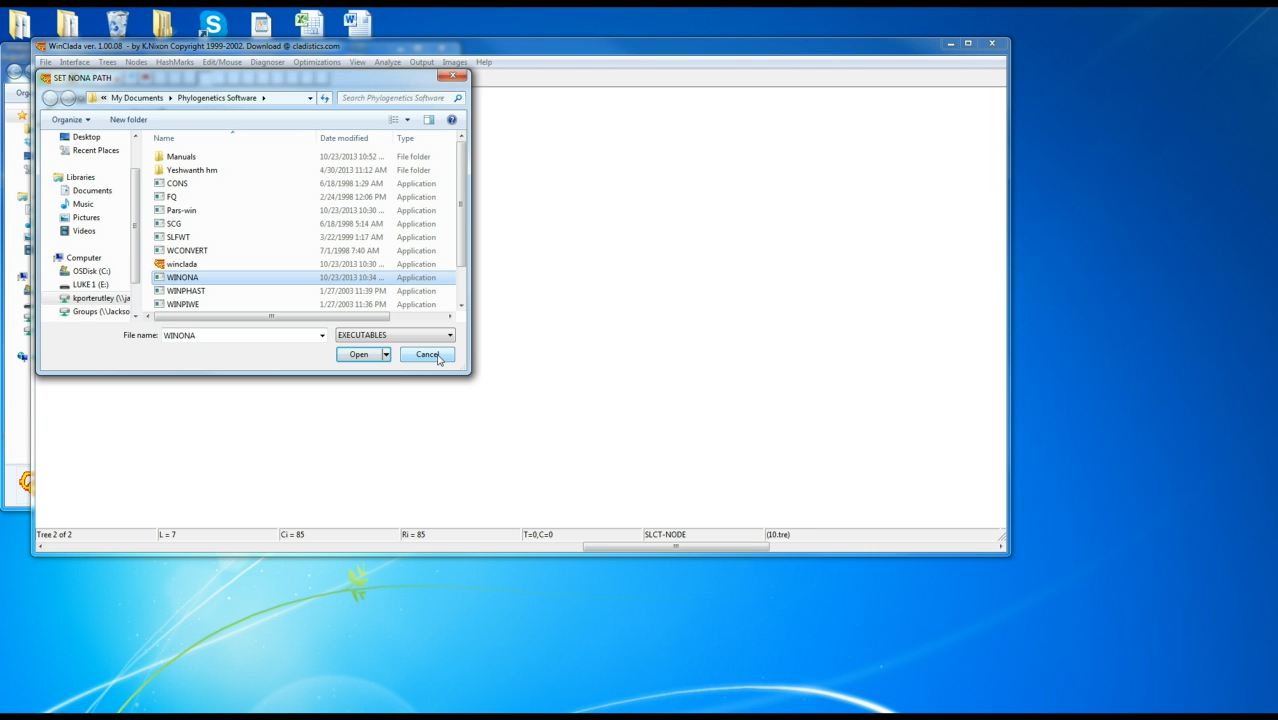 WinClada ver. 1.00.08 - by K.Nixon Copyright 1999-2002. Download @ cladistics.com
File Interface Trees Nodes HashMarks Edit/Mouse Diagnoser Optimizations View Analyze Output Images Help
SET NONA PATH
« My Documents Phylogenetics Software Search Phylogenetics Software
Organize New folder
Name Date modified Type
Desktop
Recent Places
Libraries
Documents
Music
Pictures
Videos
Computer
OSDisk (C:)
LUKE 1 (E:)
kporterutley (\\ja
Groups (\\Jackso
Manuals 10/23/2013 10:52 ... File folder
Yeshwanth hm 4/30/2013 11:12 AM File folder
CONS 6/18/1998 1:29 AM Application
FQ 2/24/1998 12:06 PM Application
Pars-win 10/23/2013 10:30 ... Application
SCG 6/18/1998 5:14 AM Application
SLFWT 3/22/1999 1:17 AM Application
WCONVERT 7/1/1998 7:40 AM Application
winclada 10/23/2013 10:30 ... Application
WINONA 10/23/2013 10:34 ... Application
WINPHAST 1/27/2003 11:39 PM Application
WINPIWE 1/27/2003 11:36 PM Application
File name: WINONA EXECUTABLES
Open Cancel
Tree 2 of 2 L = 7 Ci = 85 Ri = 85 T=0,C=0 SLCT-NODE (10.tre)